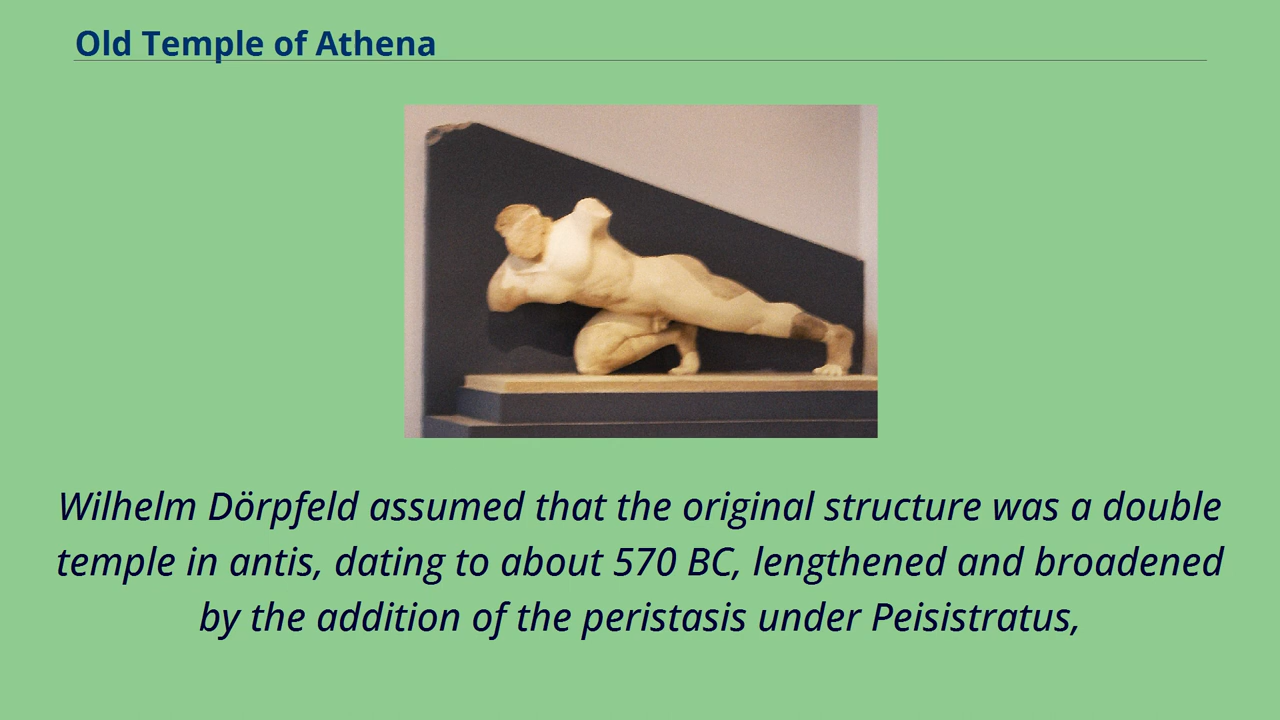 Old Temple of Athena
Wilhelm Dörpfeld assumed that the original structure was a double
temple in antis, dating to about 570 BC, lengthened and broadened
by the addition of the peristasis under Peisistratus,